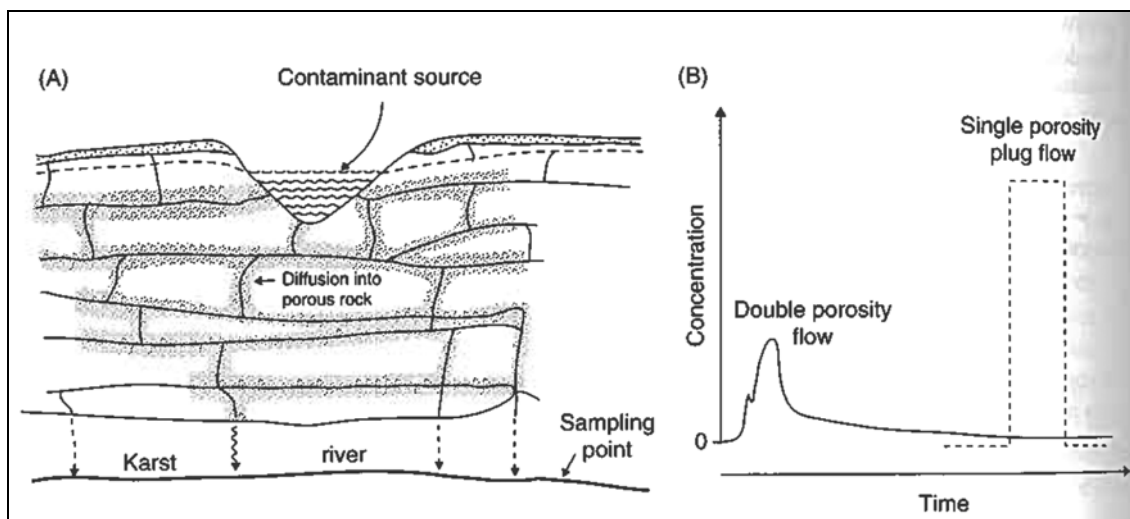 (A)
Contaminant source
Diffusion into
porous rock
Karst
river
Sampling
point
(B)
Concentration
Single porosity
plug flow
Double porosity
flow
0
Time